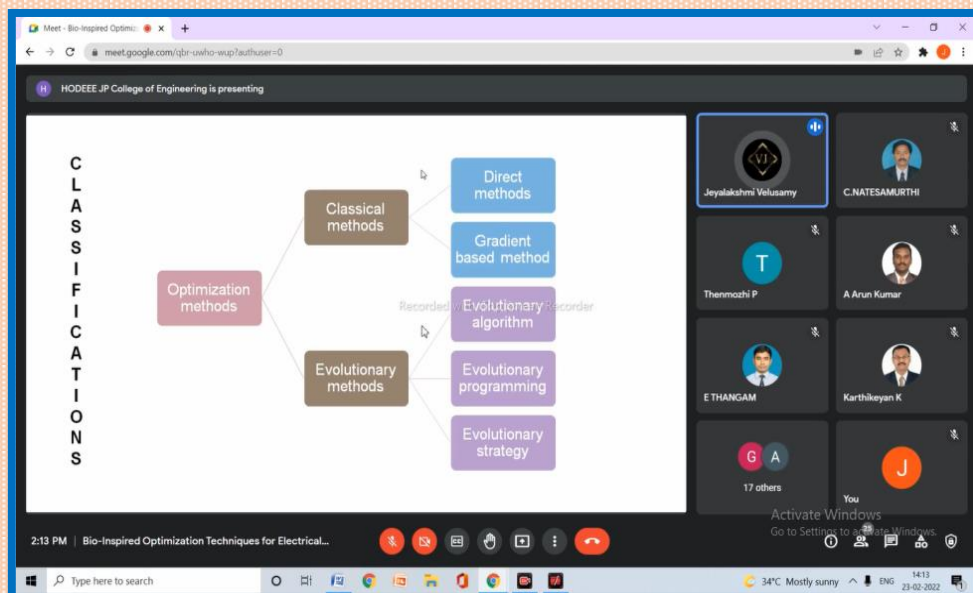 Meet - Bio-Inspired Optimiz
meet.google.com/qbr-uwho-wup?authuser=0
J
H
HODEEE JP College of Engineering is presenting
CLASSIFICATIONS
Optimization
methods
Classical
methods
Evolutionary
methods
Direct
methods
Gradient
based method
Evolutionary
algorithm
Evolutionary
programming
Evolutionary
strategy
Recorded
Recorder
VJ
Jeyalakshmi Velusamy
C.NATESAMURTHI
T
Thenmozhi P
A Arun Kumar
E THANGAM
Karthikeyan K
G A
17 others
J
You
Activate Windows
Go to Settings to activate Windows.
2:13 PM | Bio-Inspired Optimization Techniques for Electrical...
25
Type here to search
34°C Mostly sunny
ENG
14:13
23-02-2022